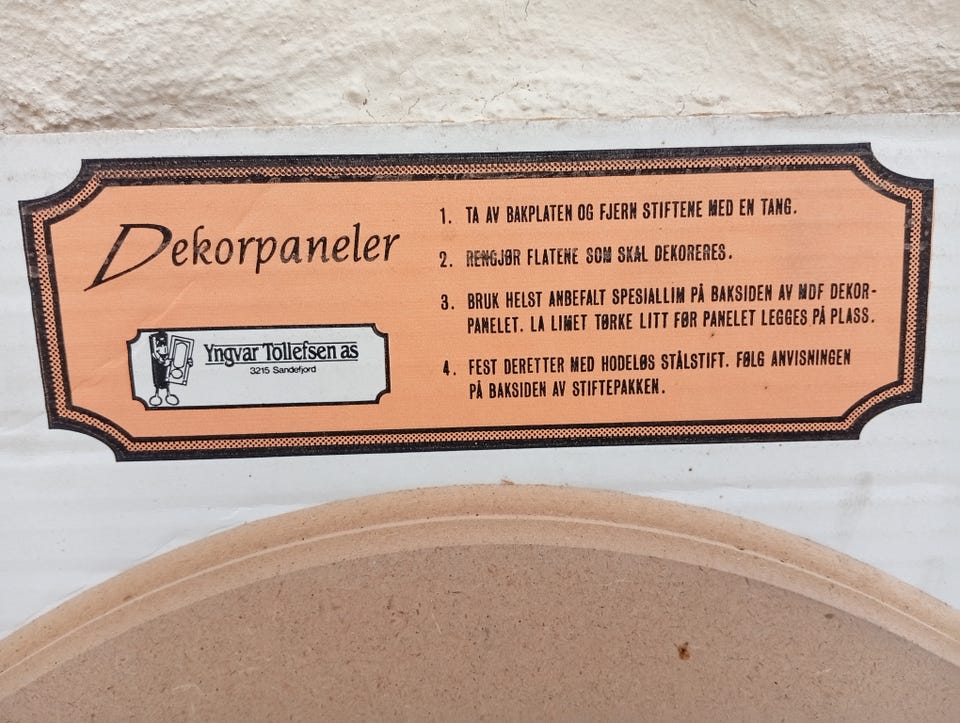 Dekorpaneler
Yngvar Tollefsen as
3215 Sandefjord
1. TA AV BAKPLATEN OG FJERN STIFTENE MED EN TANG.
2. RENGJØR FLATENE SOM SKAL DEKORERES.
3. BRUK HELST ANBEFALT SPESIALLIM PÅ BAKSIDEN AV MDF DEKOR-
PANELET. LA LIMET TØRKE LITT FØR PANELET LEGGES PÅ PLASS.
4. FEST DERETTER MED HODELØS STÅLSTIFT. FØLG ANVISNINGEN
PÅ BAKSIDEN AV STIFTEPAKKEN.